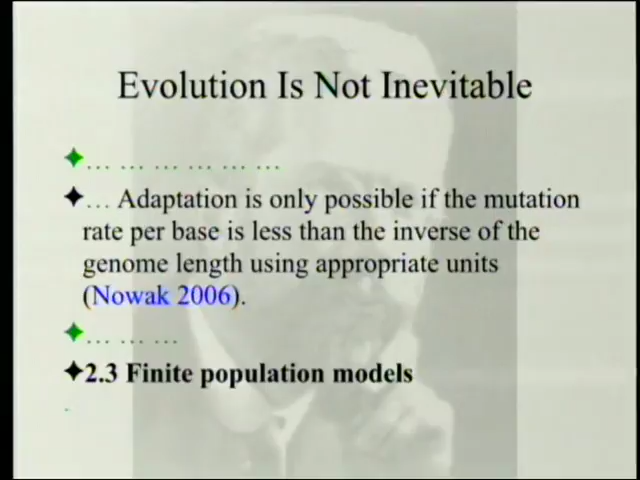 Evolution Is Not Inevitable
… … … … … …
… Adaptation is only possible if the mutation
rate per base is less than the inverse of the
genome length using appropriate units
(Nowak 2006).
… … …
2.3 Finite population models